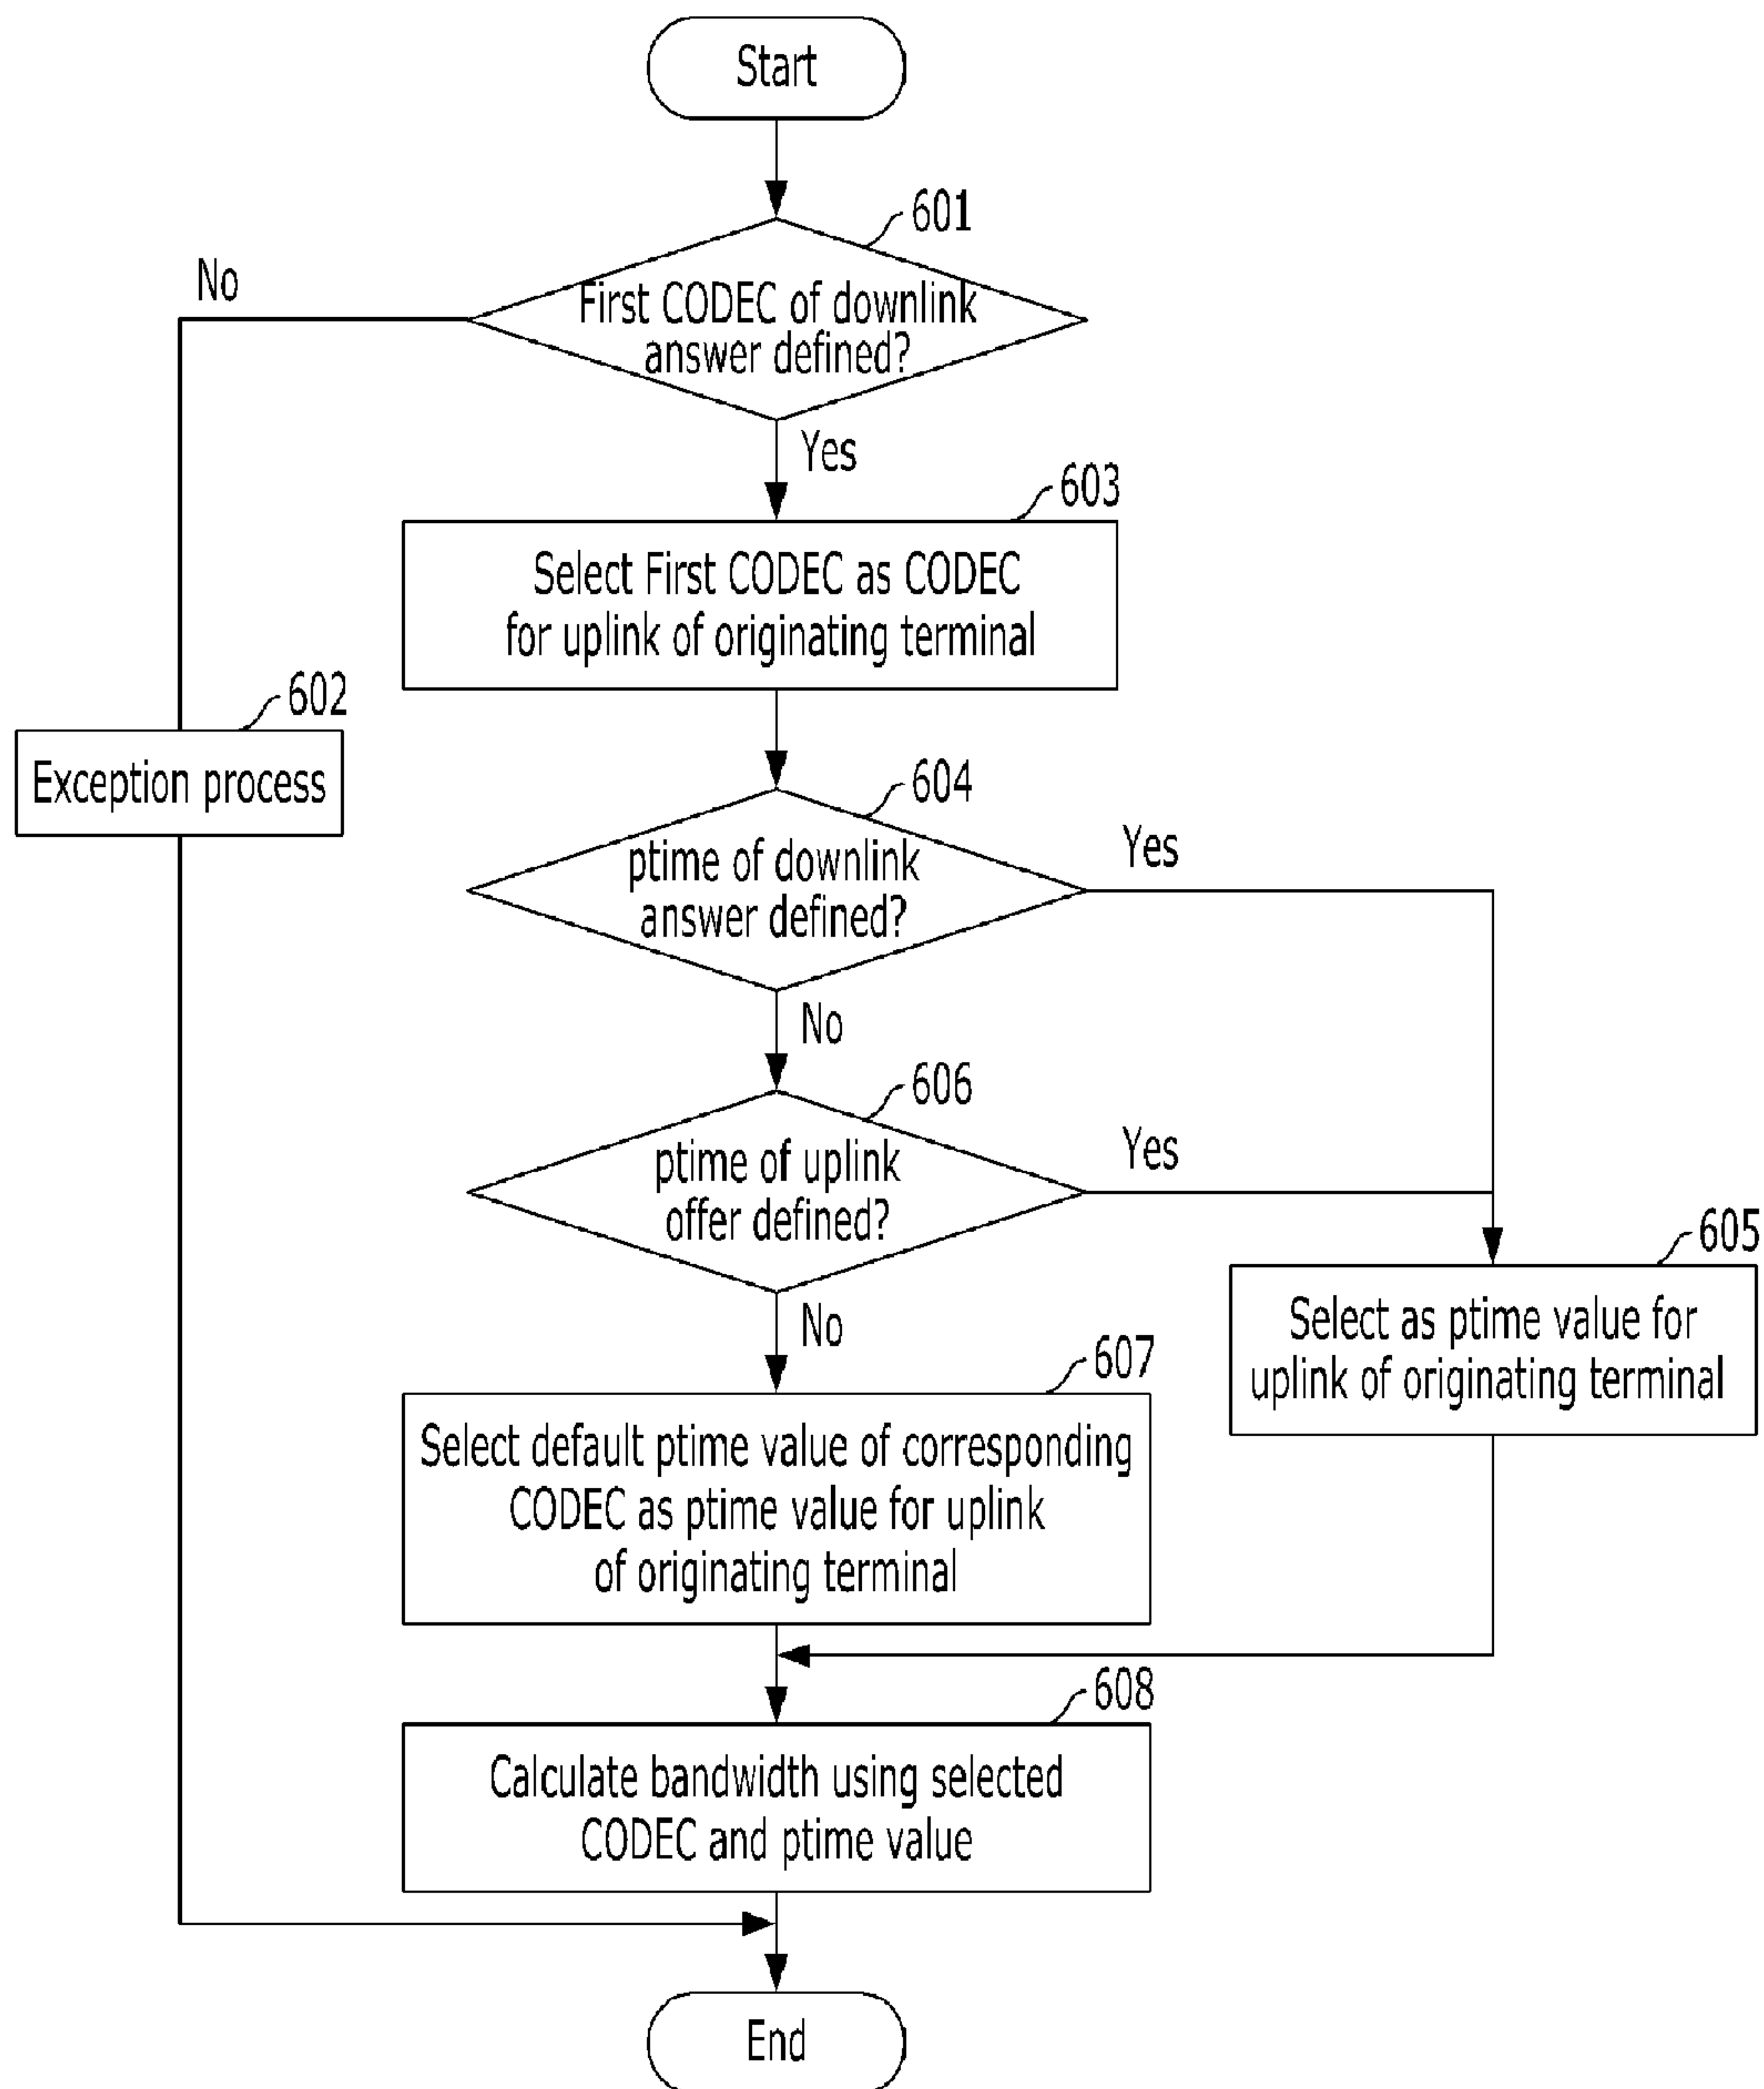 Start
601
No
First CODEC of downlink
answer defined?
Yes
603
Select First CODEC as CODEC
for uplink of originating terminal
602
Exception process
604
ptime of downlink
answer defined?
Yes
No
606
ptime of uplink
offer defined?
Yes
605
Select as ptime value for
uplink of originating terminal
No
607
Select default ptime value of corresponding
CODEC as ptime value for uplink
of originating terminal
608
Calculate bandwidth using selected
CODEC and ptime value
End